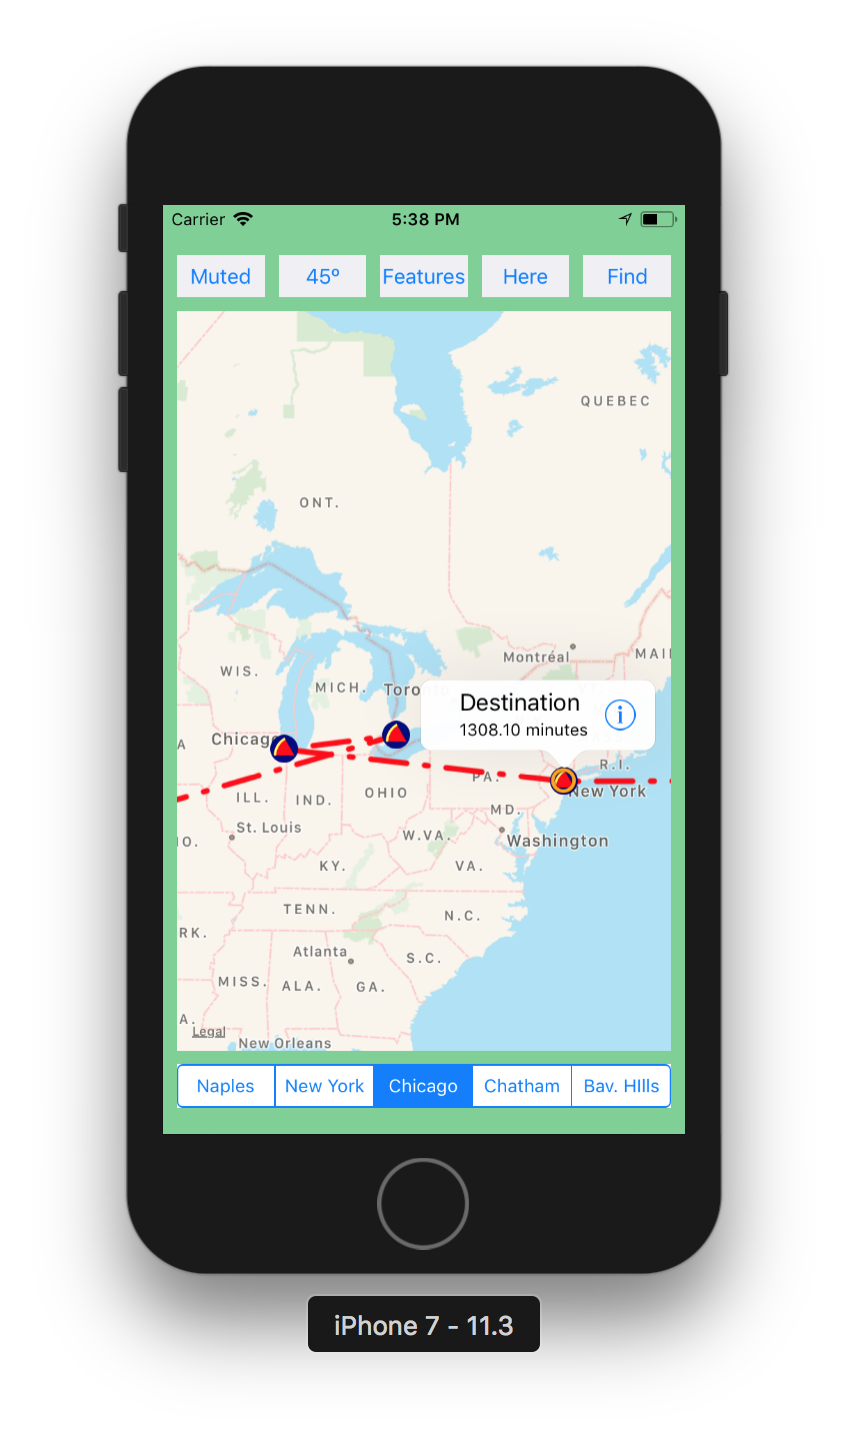 Carrier
5:38 PM
Muted
45º
Features
Here
Find
QUEBEC
ONT.
Montréal
MAI
WIS.
MICH.
Toro
Destination
1308.10 minutes
Chicag
A
R.I.
PA.
New York
ILL.
IND.
OHIO
MD.
St. Louis
O.
W.VA.
Washington
KY.
VA.
TENN.
N.C.
RK.
Atlanta
S.C.
MISS.
ALA.
GA.
A.
Legal
New Orleans
Naples
New York
Chicago
Chatham
Bav. HIlls
iPhone 7 - 11.3